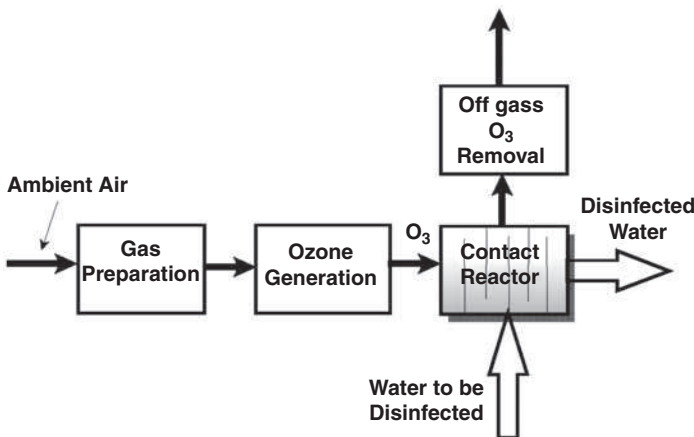 Off gass
O3
Removal
Ambient Air
Disinfected
Water
Gas
Preparation
Ozone
Generation
O3
Contact
Reactor
Water to be
Disinfected